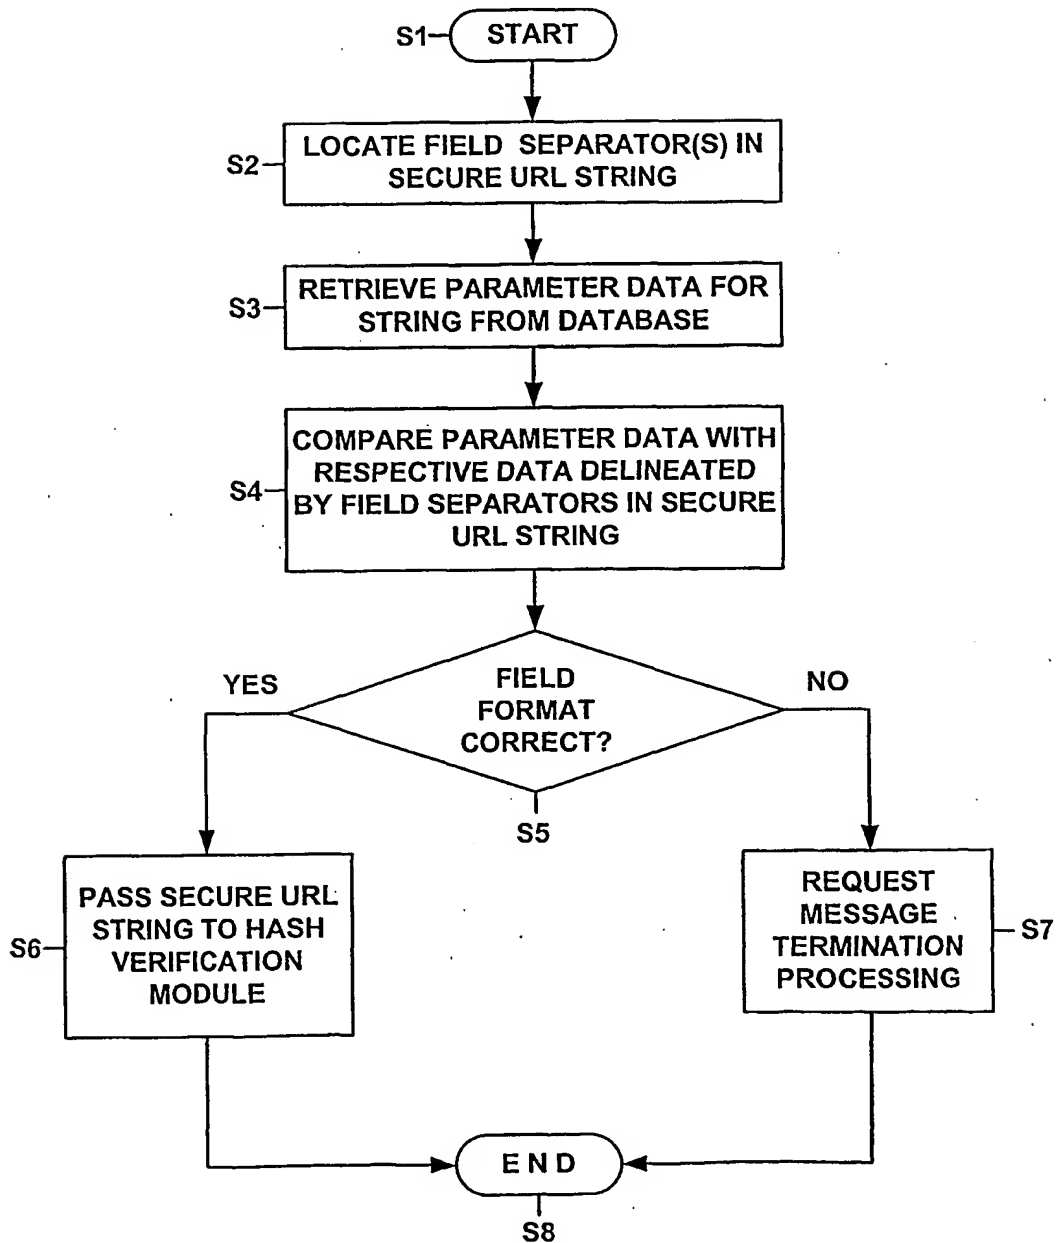 S1
START
S2
LOCATE FIELD SEPARATOR(S) IN
SECURE URL STRING
S3
RETRIEVE PARAMETER DATA FOR
STRING FROM DATABASE
S4
COMPARE PARAMETER DATA WITH
RESPECTIVE DATA DELINEATED
BY FIELD SEPARATORS IN SECURE
URL STRING
YES
FIELD
FORMAT
CORRECT?
NO
S5
S6
PASS SECURE URL
STRING TO HASH
VERIFICATION
MODULE
REQUEST
MESSAGE
TERMINATION
PROCESSING
S7
END
S8